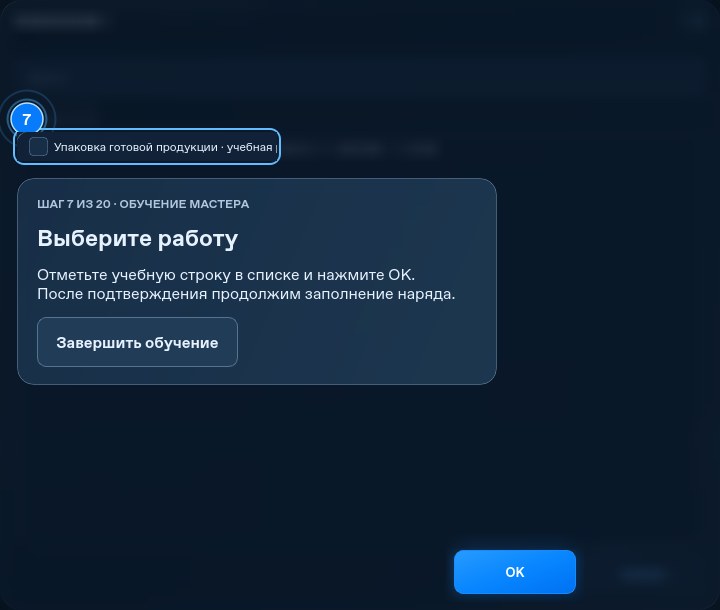 7
Упаковка готовой продукции · учебная
ШАГ 7 ИЗ 20 · ОБУЧЕНИЕ МАСТЕРА
Выберите работу
Отметьте учебную строку в списке и нажмите OK.
После подтверждения продолжим заполнение наряда.
Завершить обучение
OK